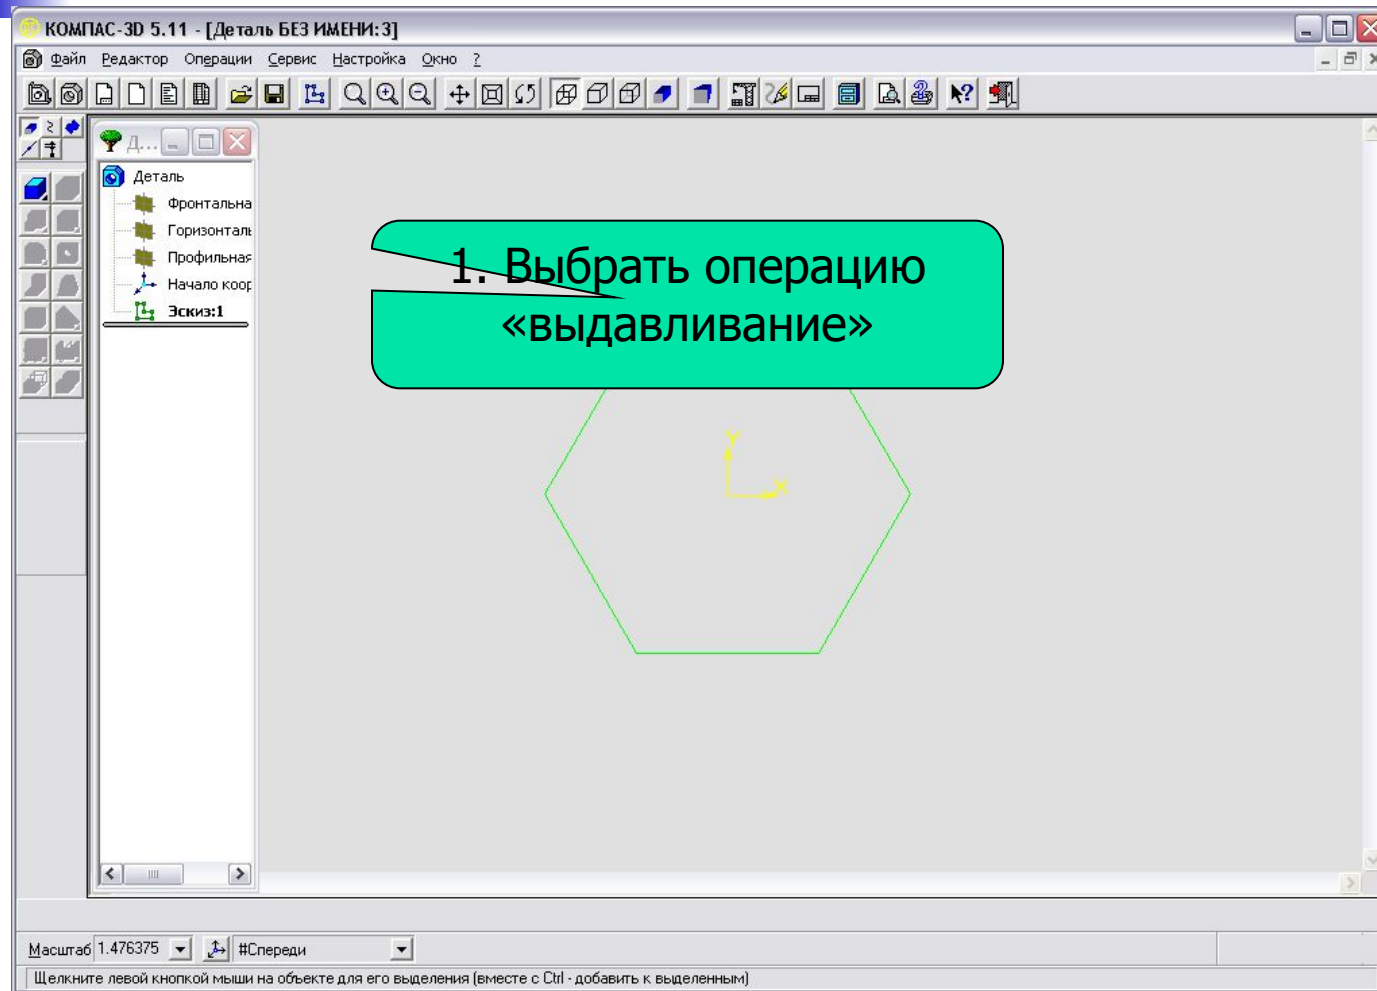 КОМПАС-3D 5.11 - [Деталь БЕЗ ИМЕНИ:3]
Файл Редактор Операции Сервис Настройка Окно ?
Д...
Деталь
Фронтальна
Горизонталь
Профильная
Начало коор
Эскиз:1
1. Выбрать операцию
«выдавливание»
Y
X
Масштаб 1.476375 #Спереди
Щелкните левой кнопкой мыши на объекте для его выделения (вместе с Ctrl - добавить к выделенным)